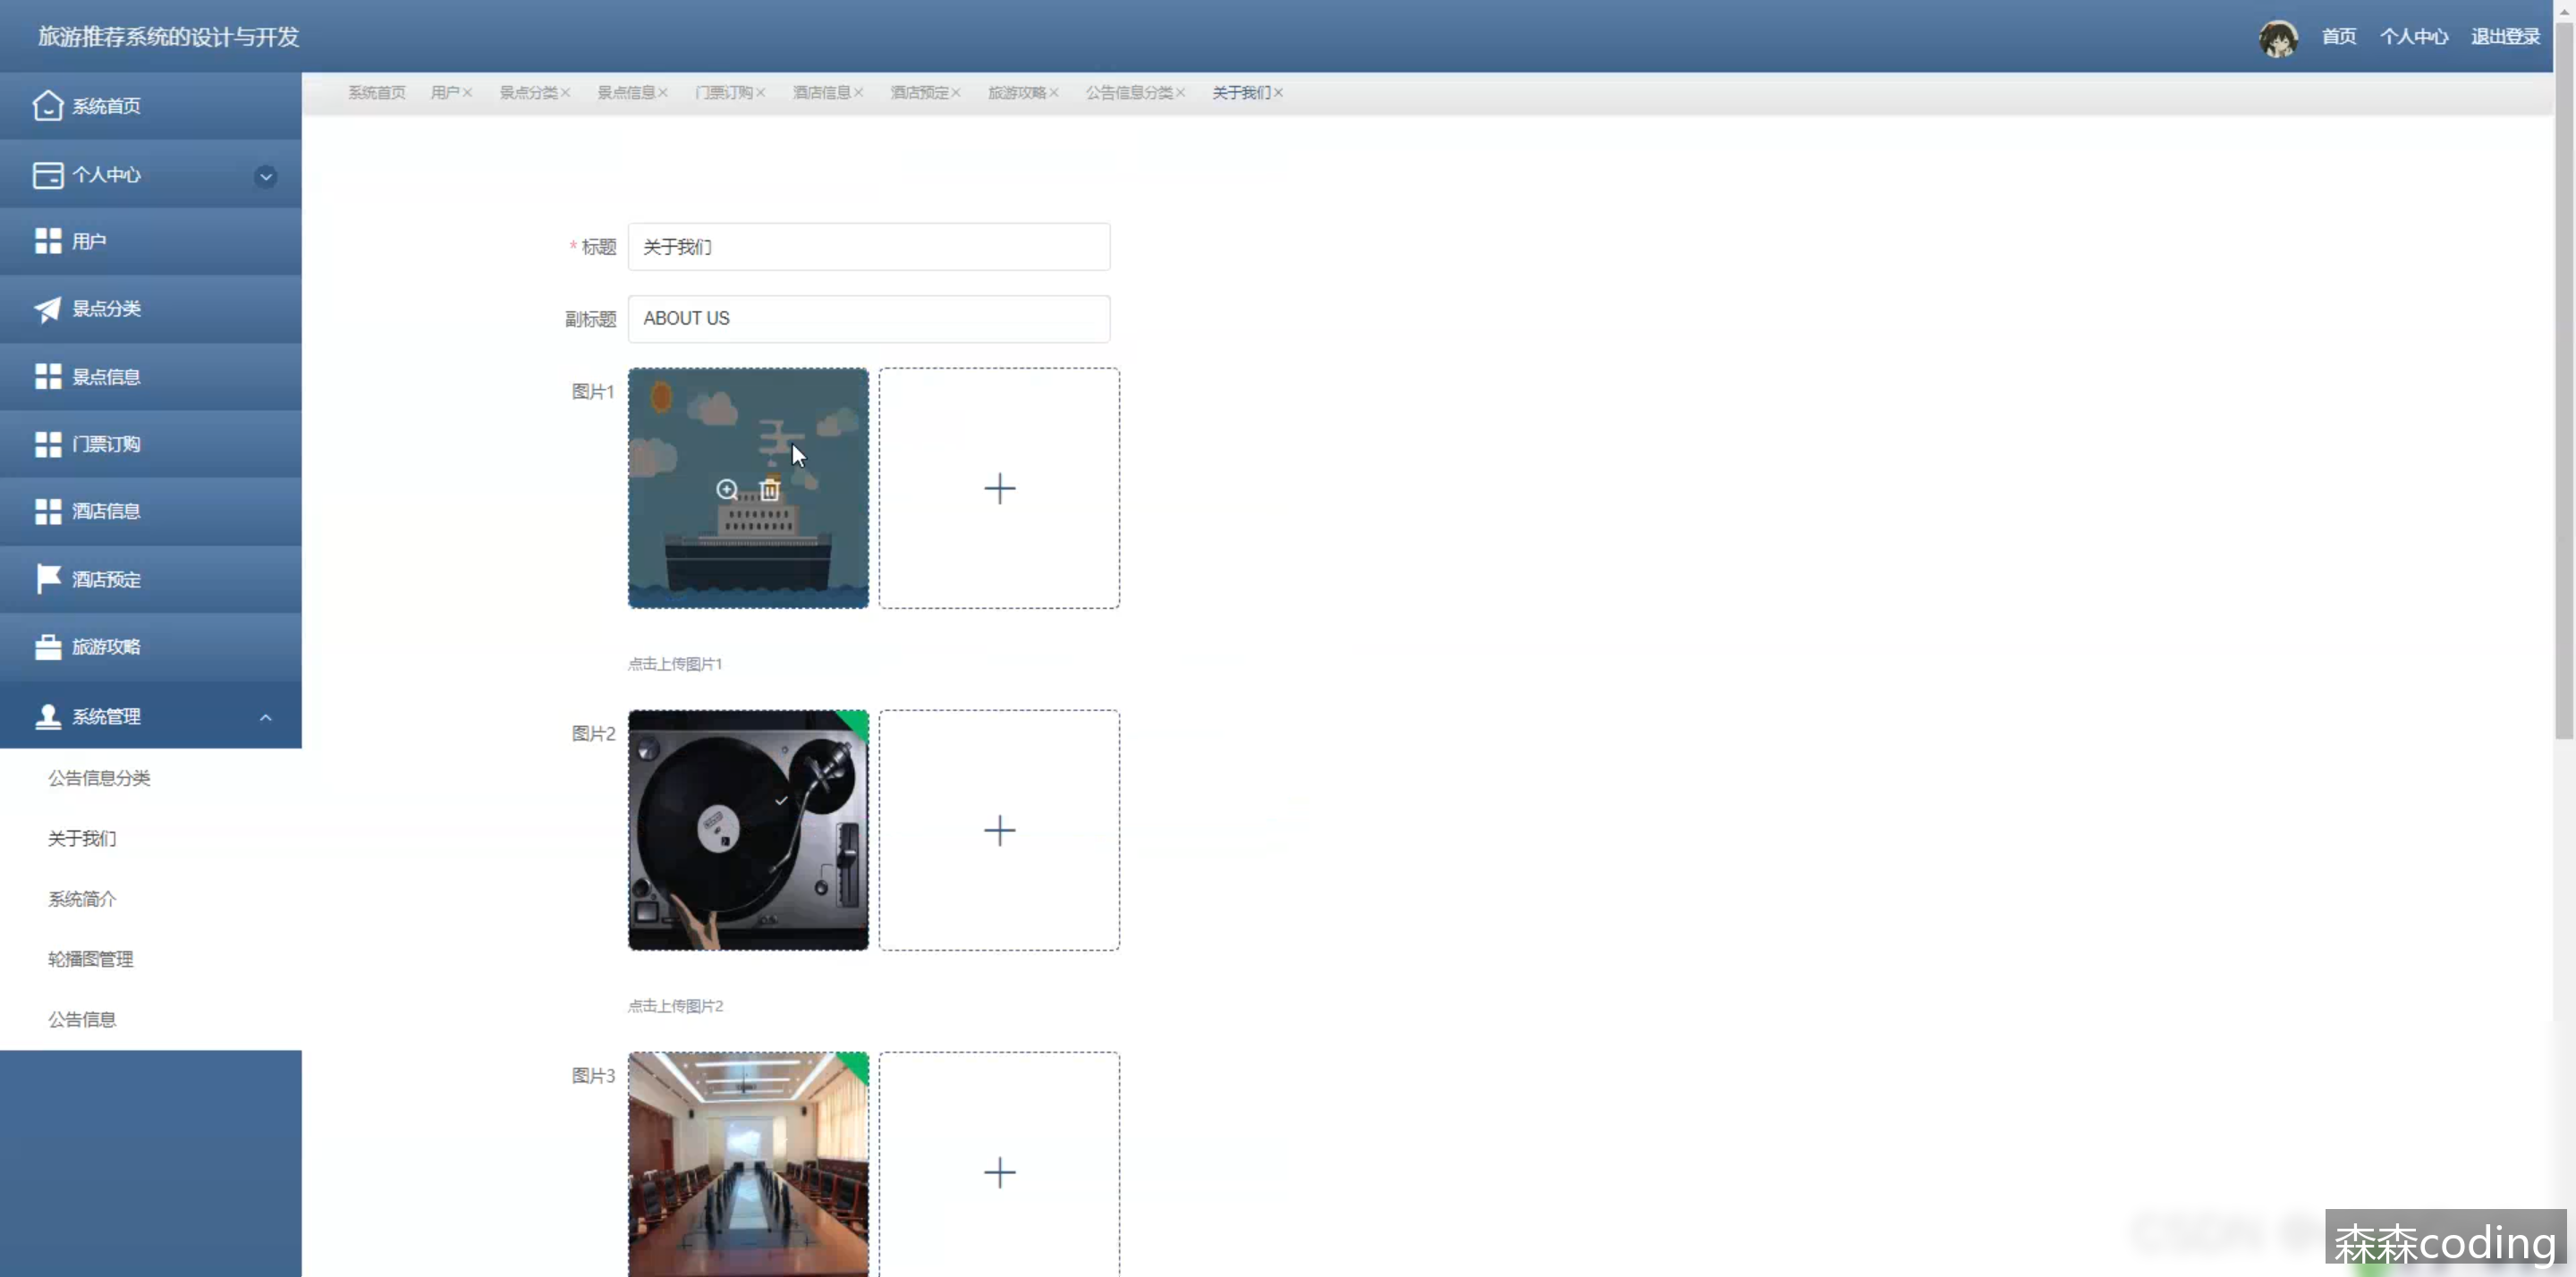 旅游推荐系统的设计与开发
首页 个人中心 退出登录
系统首页
个人中心
用户
景点分类
景点信息
门票订购
酒店信息
酒店预定
旅游攻略
系统管理
公告信息分类
关于我们
系统简介
轮播图管理
公告信息
系统首页 用户× 景点分类× 景点信息× 门票订购× 酒店信息× 酒店预定× 旅游攻略× 公告信息分类× 关于我们×
* 标题 关于我们
副标题 ABOUT US
图片1
点击上传图片1
图片2
点击上传图片2
图片3
森森coding